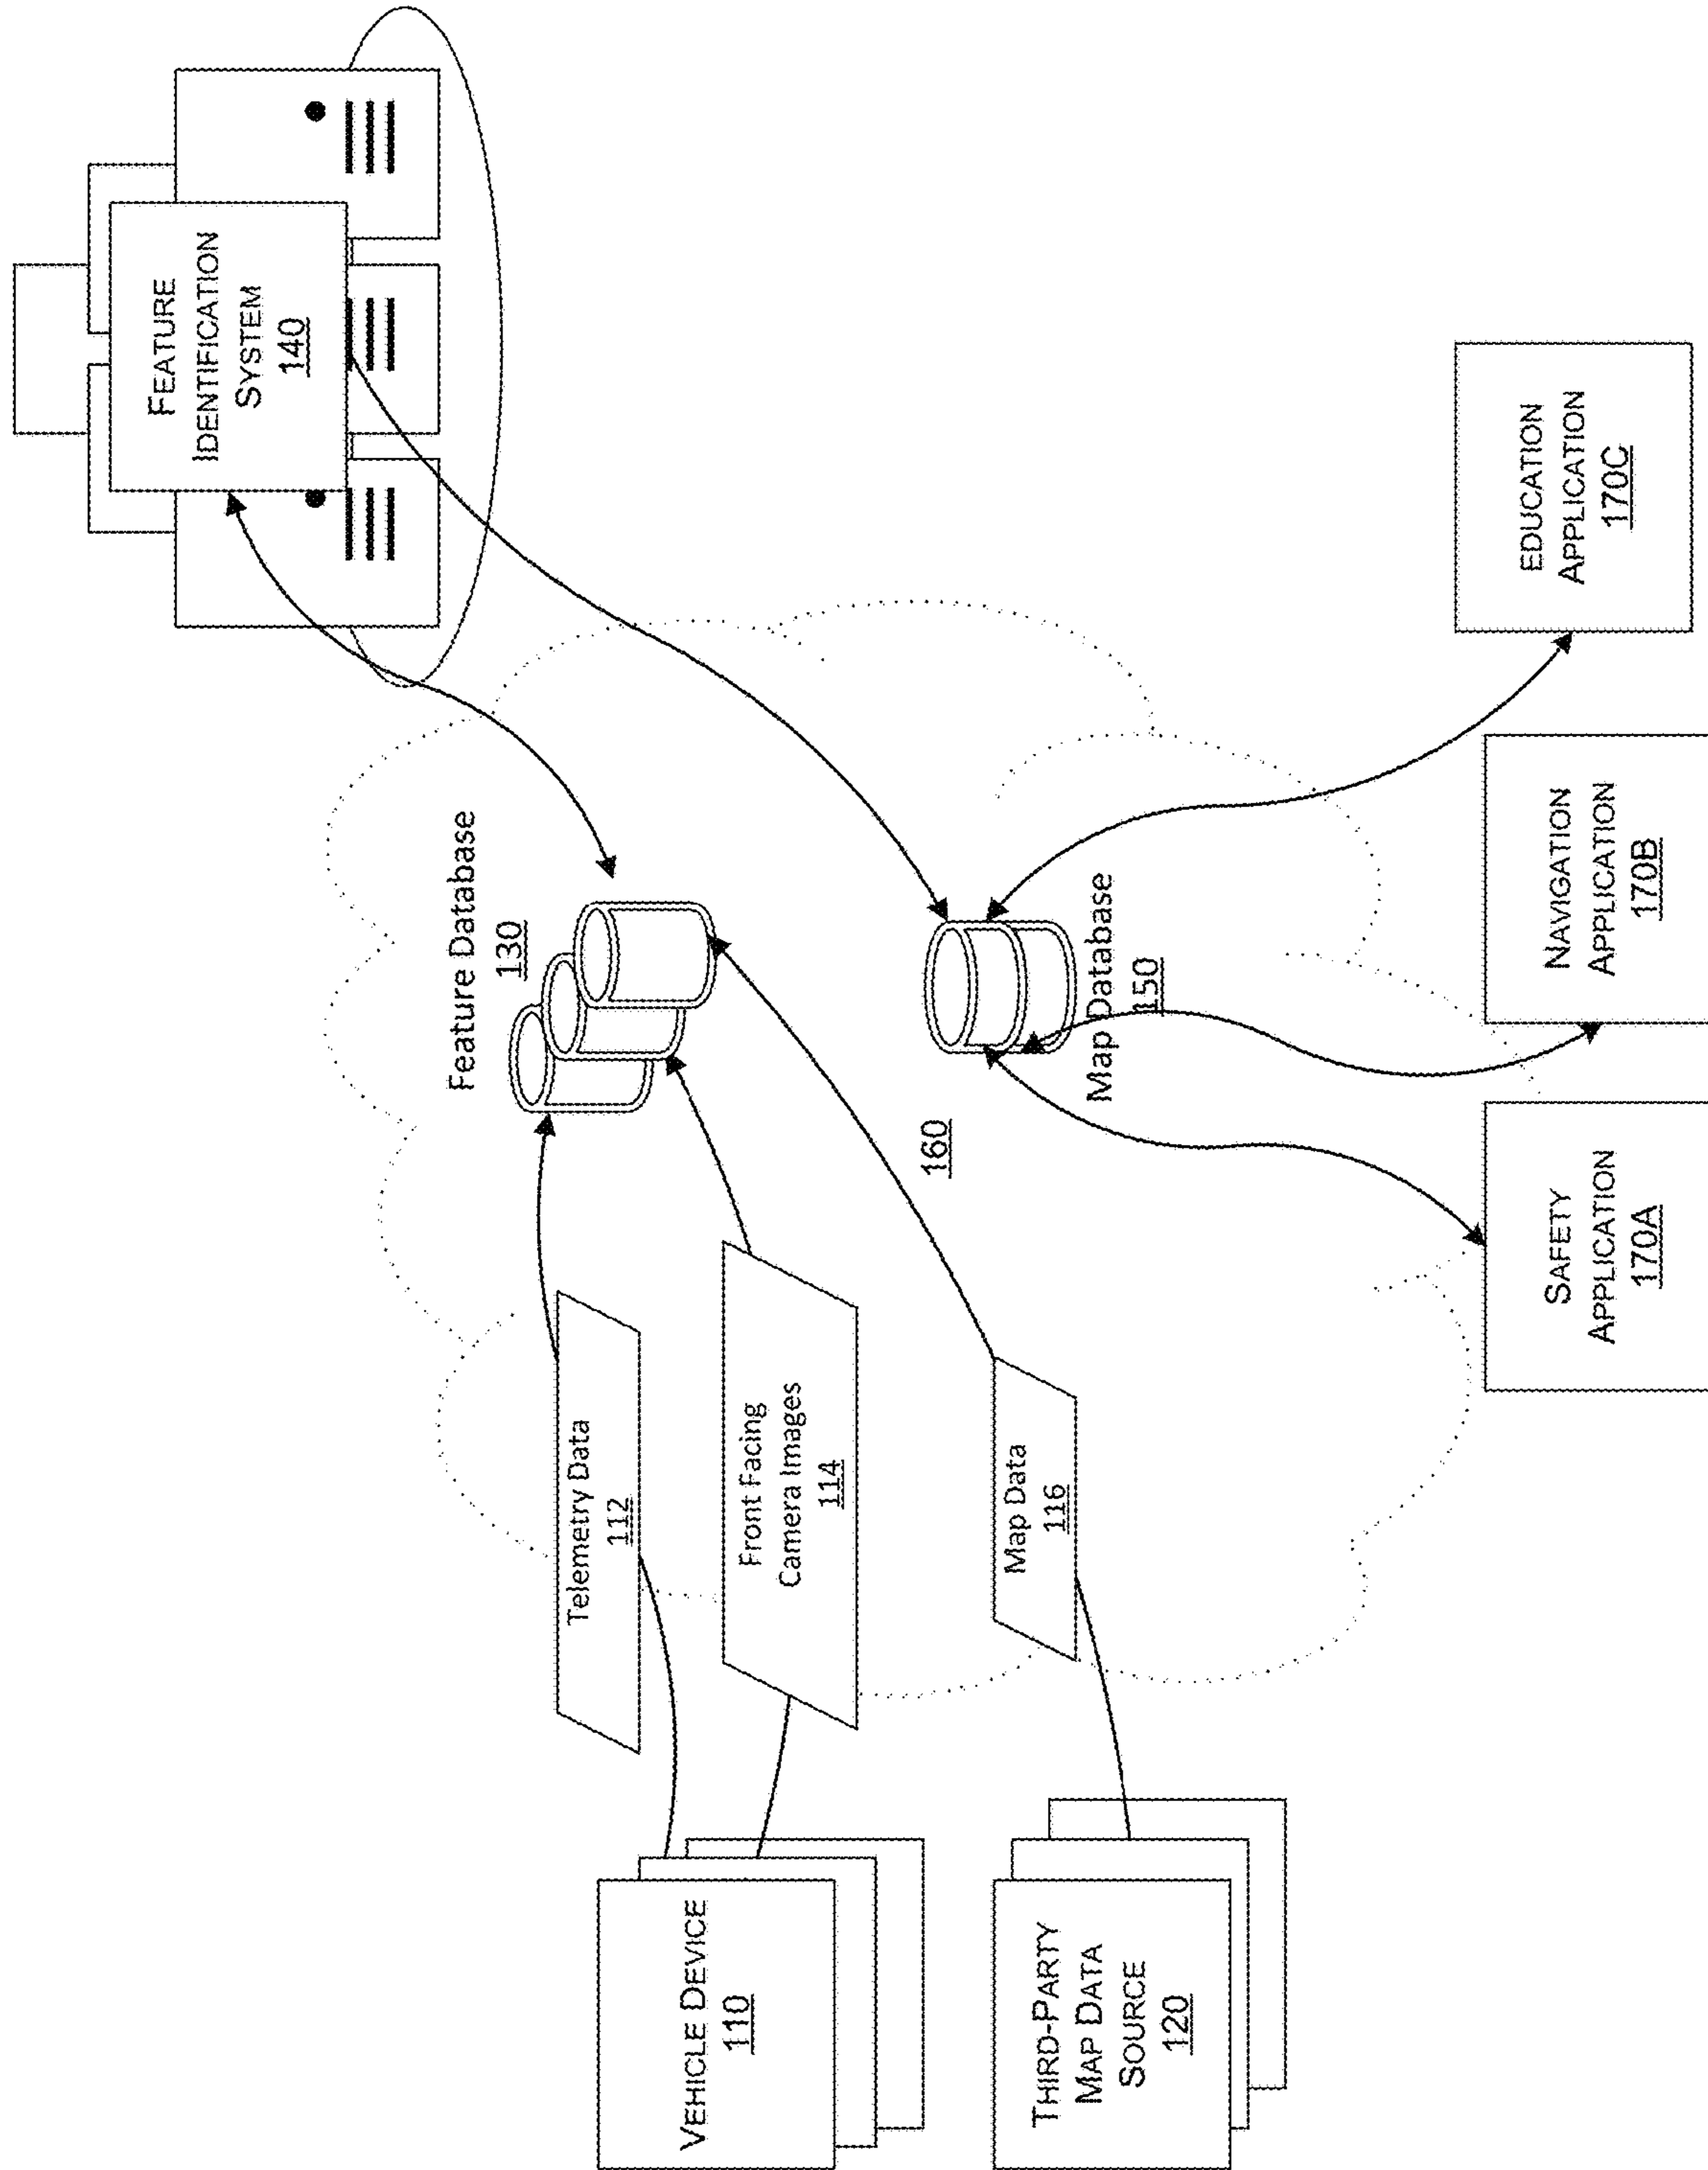 VEHICLE DEVICE
110
THIRD-PARTY
MAP DATA
SOURCE
120
Telemetry Data
112
Front Facing
Camera Images
114
Map Data
116
Feature Database
130
160
Map Database
150
FEATURE
IDENTIFICATION
SYSTEM
140
SAFETY
APPLICATION
170A
NAVIGATION
APPLICATION
170B
EDUCATION
APPLICATION
170C